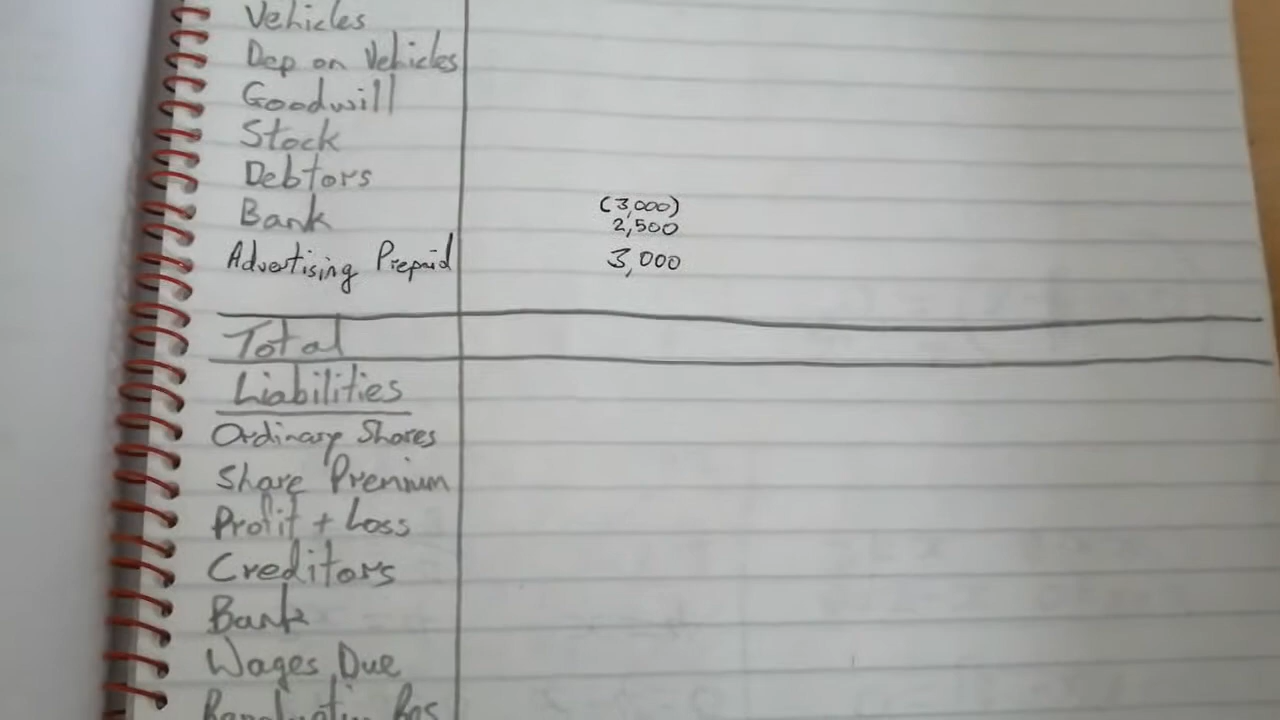 Vehicles
Dep on Vehicles
Goodwill
Stock
Debtors
Bank (3,000)
2,500
Advertising Prepaid 3,000
Total
Liabilities
Ordinary Shares
Share Premium
Profit + Loss
Creditors
Bank
Wages Due